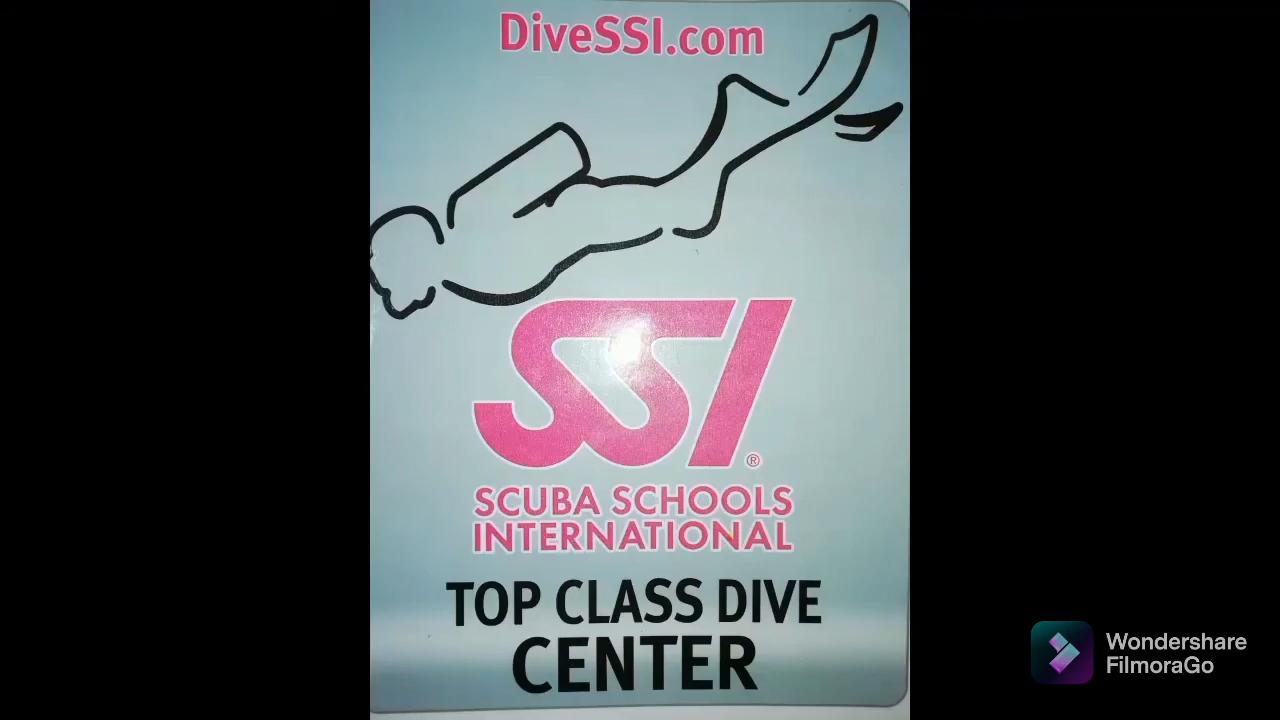 DiveSSI.com
SSI®
SCUBA SCHOOLS
INTERNATIONAL
TOP CLASS DIVE
CENTER
Wondershare
FilmoraGo